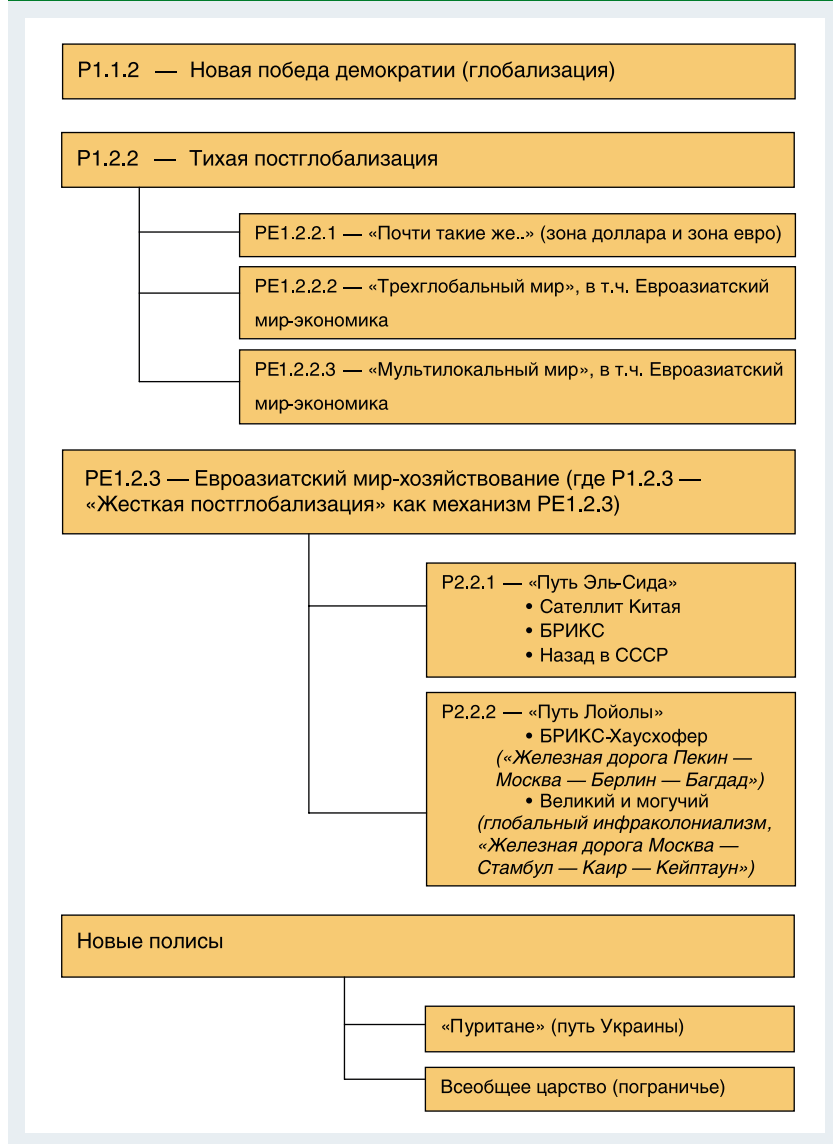 P1.1.2 — Новая победа демократии (глобализация)
P1.2.2 — Тихая постглобализация
PE1.2.2.1 — «Почти такие же..» (зона доллара и зона евро)
PE1.2.2.2 — «Трехглобальный мир», в т.ч. Евроазиатский
мир-экономика
PE1.2.2.3 — «Мультилокальный мир», в т.ч. Евроазиатский
мир-экономика
PE1.2.3 — Евроазиатский мир-хозяйствование (где P1.2.3 —
«Жесткая постглобализация» как механизм PE1.2.3)
P2.2.1 — «Путь Эль-Сида»
• Сателлит Китая
• БРИКС
• Назад в СССР
P2.2.2 — «Путь Лойолы»
• БРИКС-Хаусхофер
(«Железная дорога Пекин —
Москва — Берлин — Багдад»)
• Великий и могучий
(глобальный инфраколониализм,
«Железная дорога Москва —
Стамбул — Каир — Кейптаун»)
Новые полисы
«Пуритане» (путь Украины)
Всеобщее царство (пограничье)